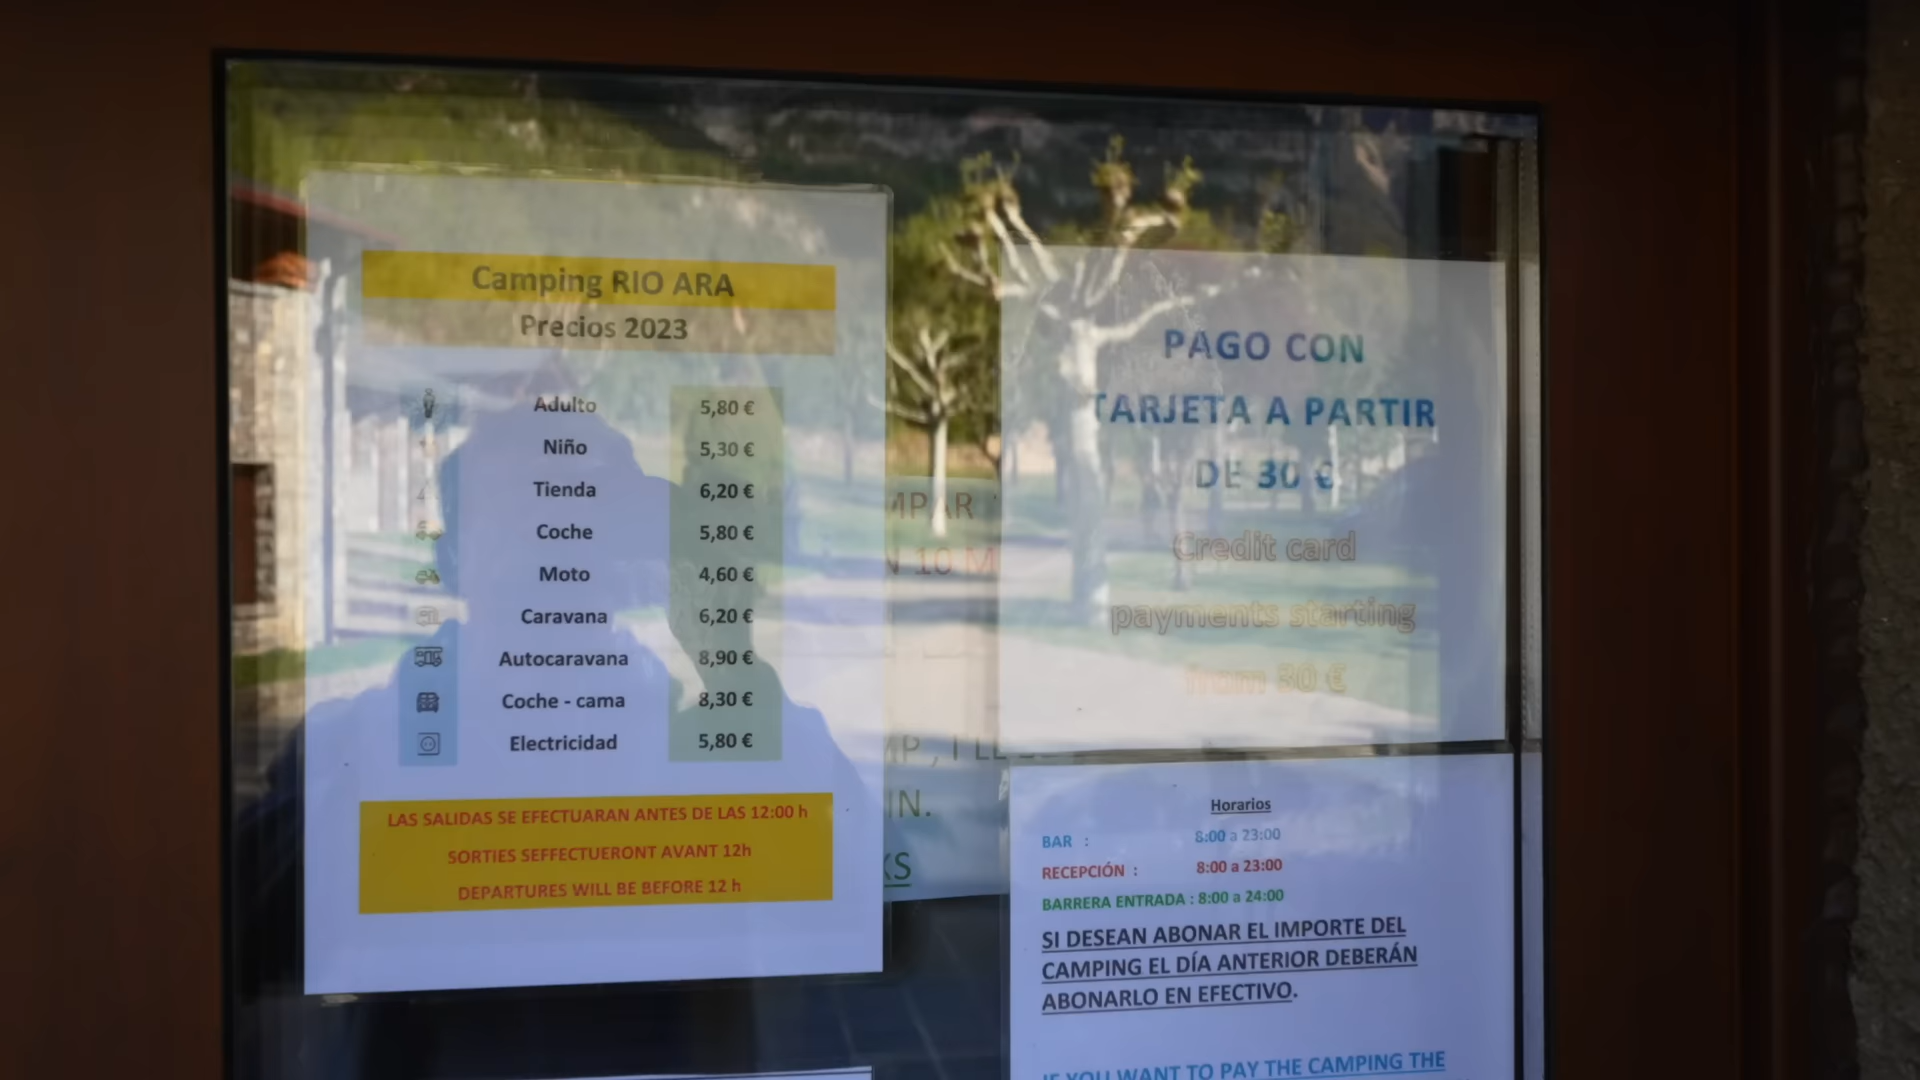 Camping RIO ARA
Precios 2023
Adulto 5,80 €
Niño 5,30 €
Tienda 6,20 €
Coche 5,80 €
Moto 4,60 €
Caravana 6,20 €
Autocaravana 8,90 €
Coche - cama 8,30 €
Electricidad 5,80 €
LAS SALIDAS SE EFECTUARAN ANTES DE LAS 12:00 h
SORTIES SEFFECTUERONT AVANT 12h
DEPARTURES WILL BE BEFORE 12 h
MPAR
N 10 M
IN.
KS
PAGO CON
TARJETA A PARTIR
DE 30 €
Credit card
payments starting
from 30 €
Horarios
BAR : 8:00 a 23:00
RECEPCIÓN : 8:00 a 23:00
BARRERA ENTRADA : 8:00 a 24:00
SI DESEAN ABONAR EL IMPORTE DEL
CAMPING EL DÍA ANTERIOR DEBERÁN
ABONARLO EN EFECTIVO.
IF YOU WANT TO PAY THE CAMPING THE